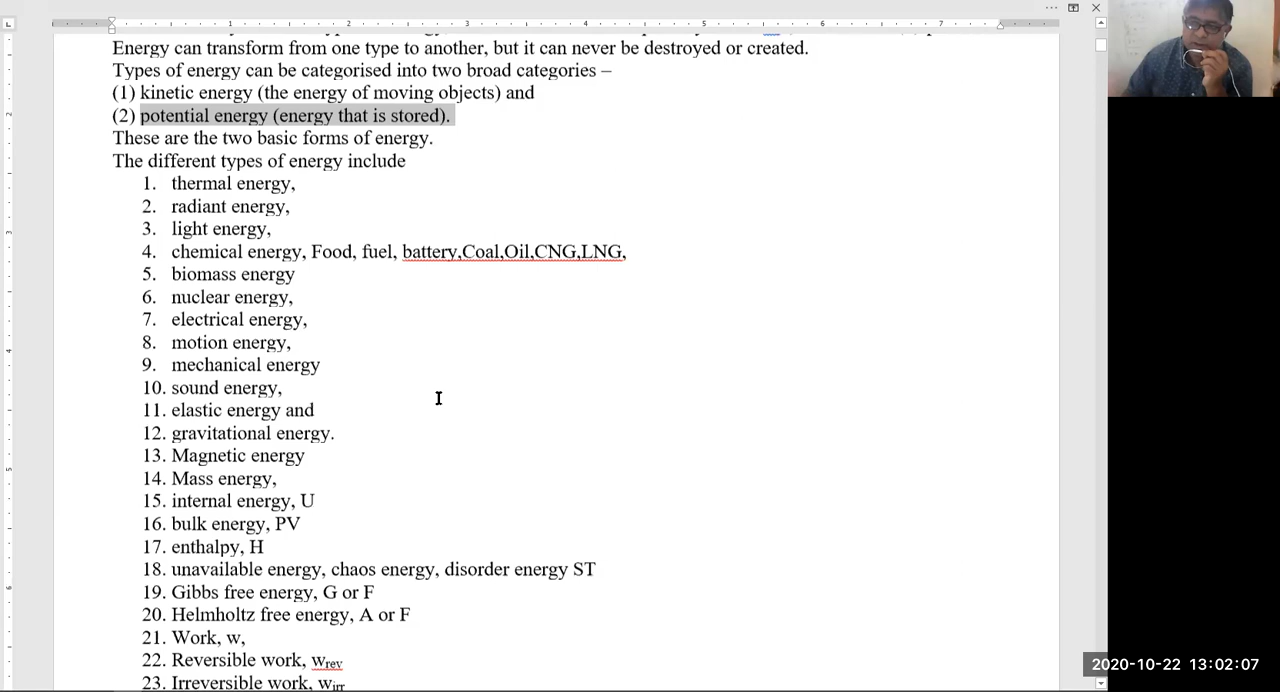 Energy can transform from one type to another, but it can never be destroyed or created.
Types of energy can be categorised into two broad categories –
(1) kinetic energy (the energy of moving objects) and
(2) potential energy (energy that is stored).
These are the two basic forms of energy.
The different types of energy include
1. thermal energy,
2. radiant energy,
3. light energy,
4. chemical energy, Food, fuel, battery,Coal,Oil,CNG,LNG,
5. biomass energy
6. nuclear energy,
7. electrical energy,
8. motion energy,
9. mechanical energy
10. sound energy,
11. elastic energy and
12. gravitational energy.
13. Magnetic energy
14. Mass energy,
15. internal energy, U
16. bulk energy, PV
17. enthalpy, H
18. unavailable energy, chaos energy, disorder energy ST
19. Gibbs free energy, G or F
20. Helmholtz free energy, A or F
21. Work, w,
22. Reversible work, wrev
23. Irreversible work, wirr
2020-10-22 13:02:07